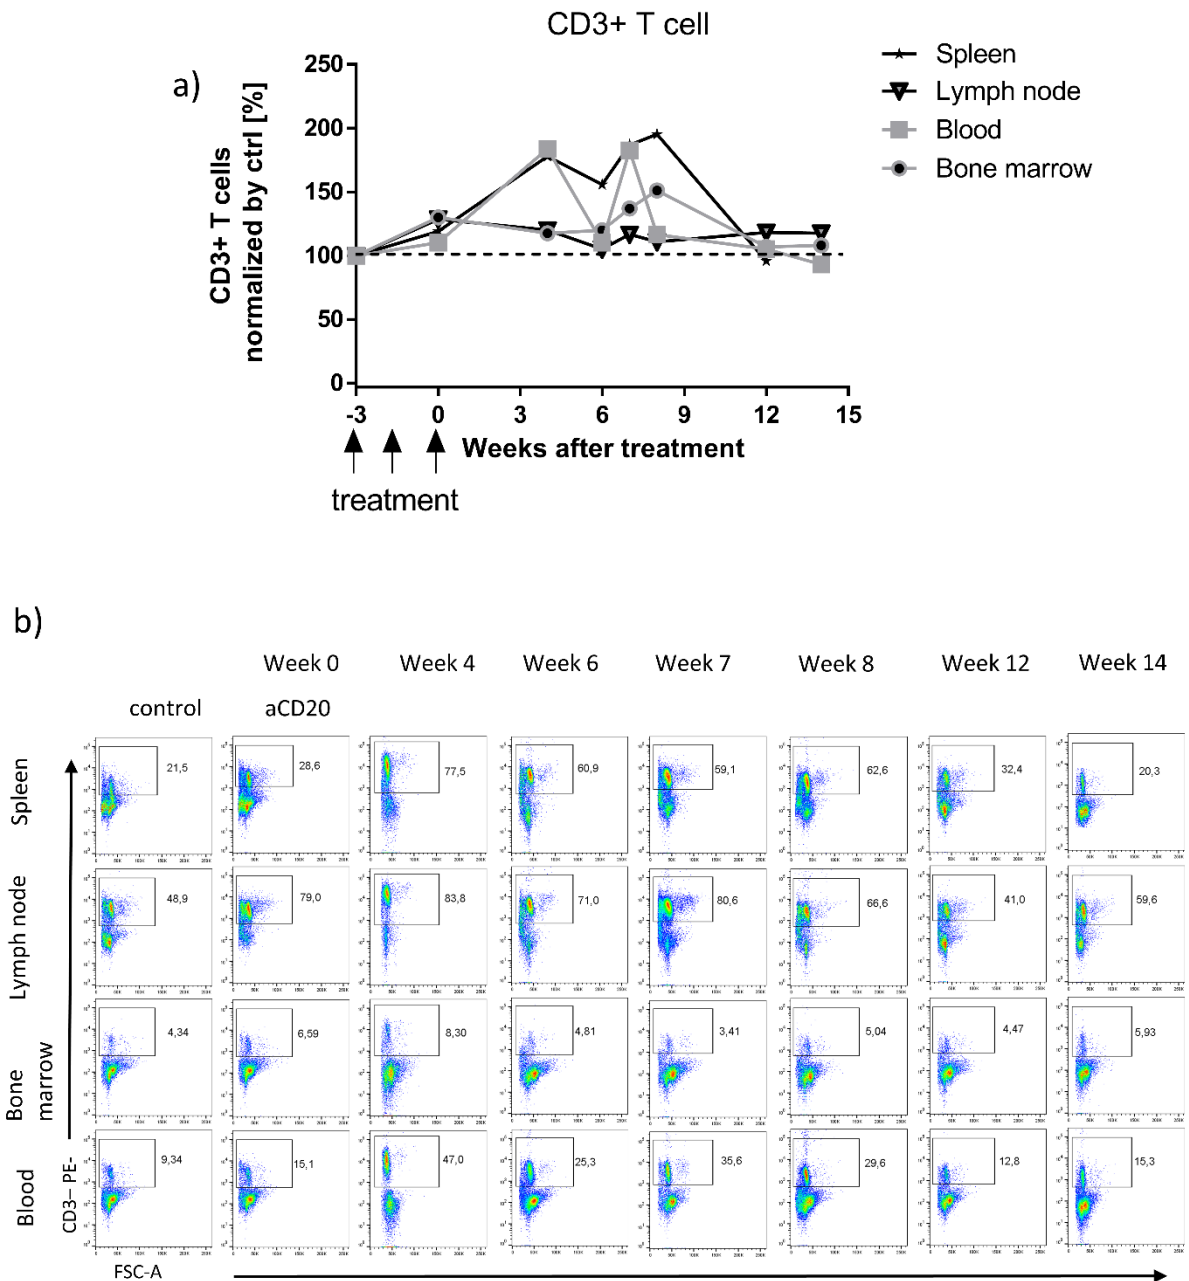 CD3+ T cell
a)
CD3+ T cells
normalized by ctrl [%]
250
200
150
100
50
0
-3 0 3 6 9 12 15
Weeks after treatment
treatment
Spleen
Lymph node
Blood
Bone marrow
b)
Week 0 Week 4 Week 6 Week 7 Week 8 Week 12 Week 14
control aCD20
Spleen
21,5 28,6 77,5 60,9 59,1 62,6 32,4 20,3
Lymph node
48,9 79,0 83,8 71,0 80,6 66,6 41,0 59,6
Bone
marrow
4,34 6,59 8,30 4,81 3,41 5,04 4,47 5,93
Blood
9,34 15,1 47,0 25,3 35,6 29,6 12,8 15,3
CD3– PE-
FSC-A